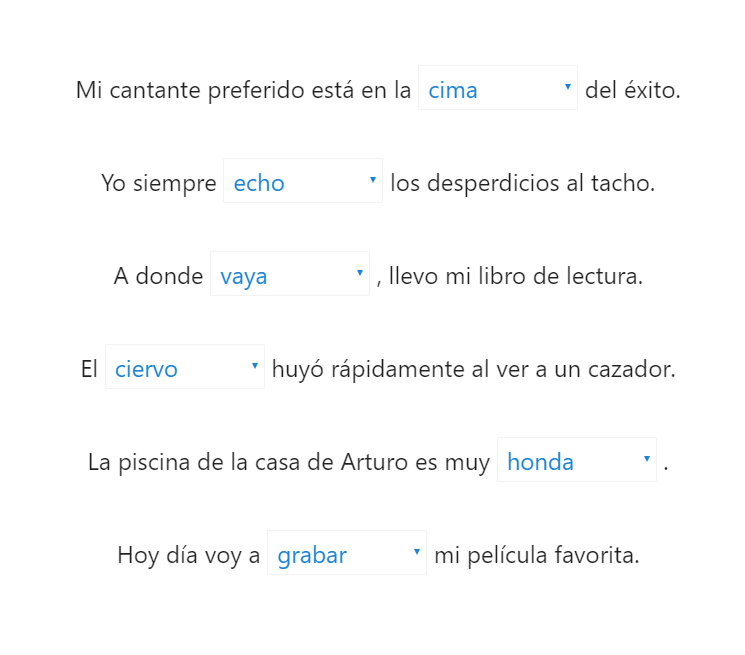 Mi cantante preferido está en la cima del éxito.
Yo siempre echo los desperdicios al tacho.
A donde vaya , llevo mi libro de lectura.
El ciervo huyó rápidamente al ver a un cazador.
La piscina de la casa de Arturo es muy honda .
Hoy día voy a grabar mi película favorita.